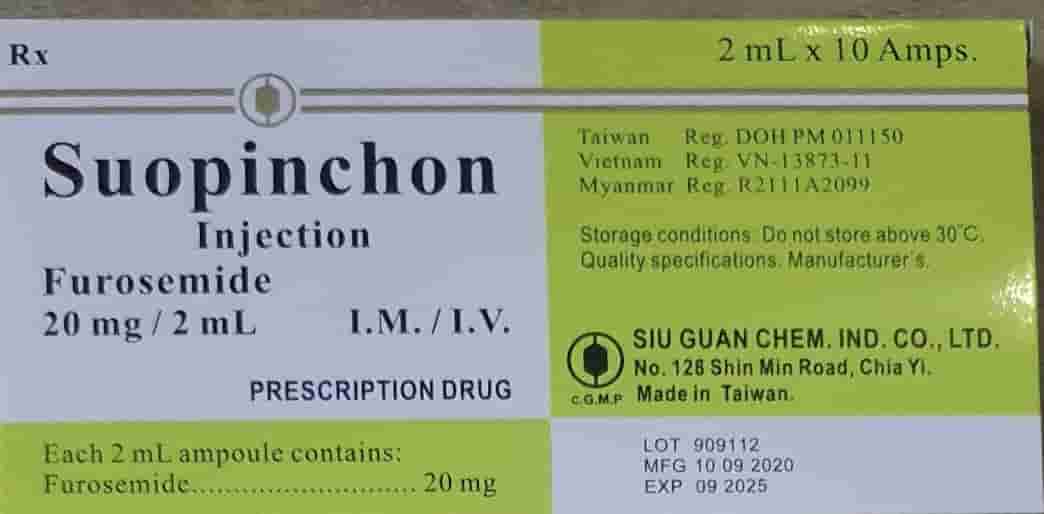 Rx
Suopinchon
Injection
Furosemide
20 mg / 2 mL I.M. / I.V.
PRESCRIPTION DRUG
Each 2 mL ampoule contains:
Furosemide........................... 20 mg
2 mL x 10 Amps.
Taiwan Reg. DOH PM 011150
Vietnam Reg. VN-13873-11
Myanmar Reg. R2111A2099
Storage conditions. Do not store above 30°C.
Quality specifications. Manufacturer's.
SIU GUAN CHEM. IND. CO., LTD.
No. 128 Shin Min Road, Chia Yi.
C.G.M.P Made in Taiwan.
LOT 909112
MFG 10 09 2020
EXP 09 2025